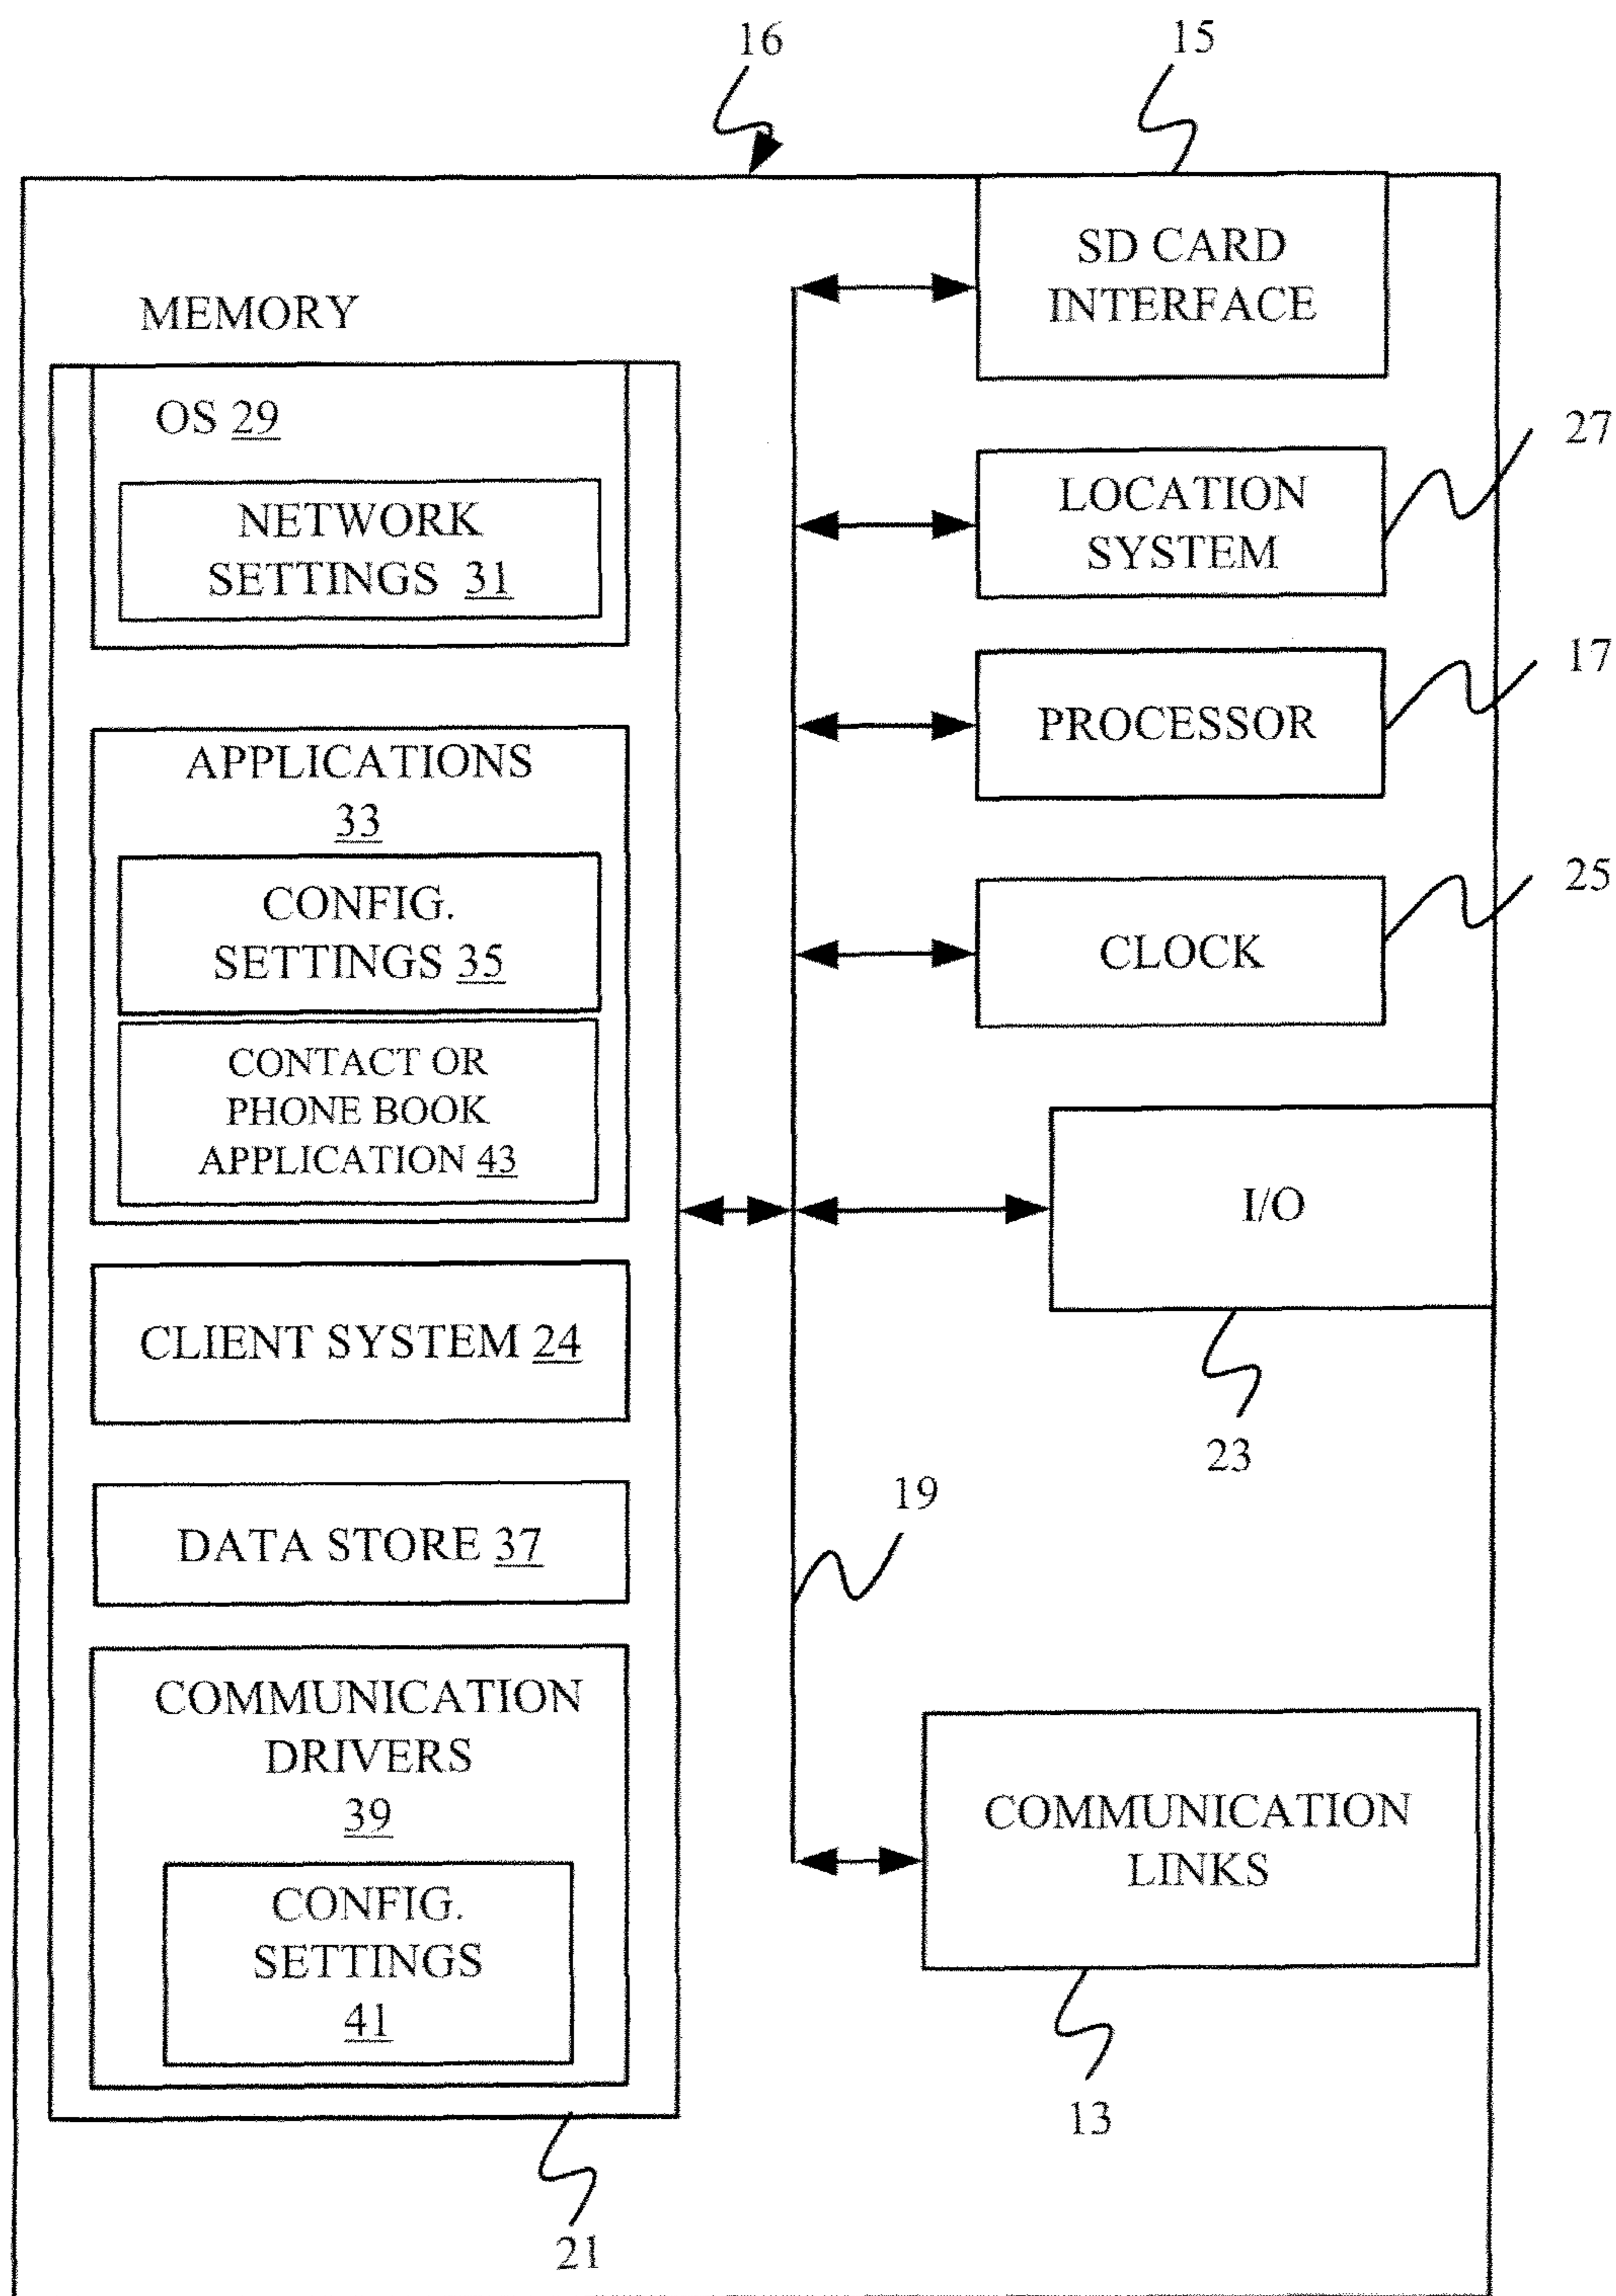 16
15
SD CARD
INTERFACE
MEMORY
OS 29
NETWORK
SETTINGS 31
27
LOCATION
SYSTEM
17
PROCESSOR
APPLICATIONS
33
CONFIG.
SETTINGS 35
25
CLOCK
CONTACT OR
PHONE BOOK
APPLICATION 43
I/O
23
CLIENT SYSTEM 24
19
DATA STORE 37
COMMUNICATION
DRIVERS
39
CONFIG.
SETTINGS
41
COMMUNICATION
LINKS
13
21